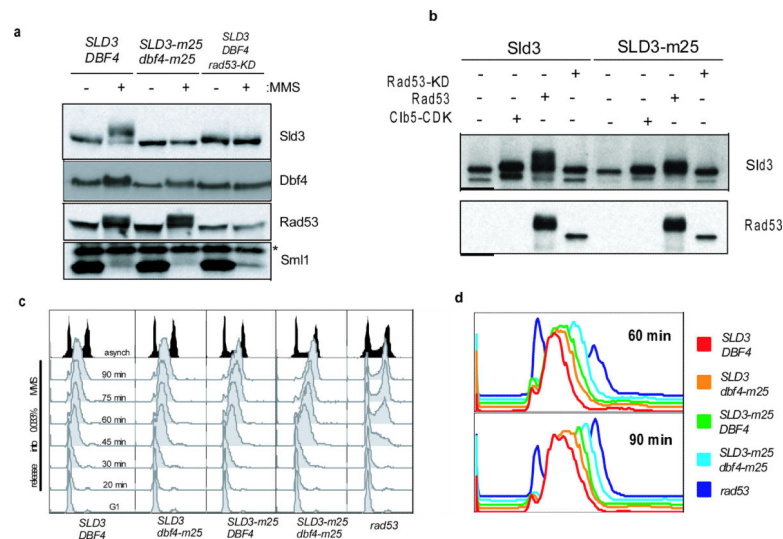 a
SLD3 DBF4
SLD3-m25 dbf4-m25
SLD3 DBF4 rad53-KD
- + - + - + :MMS
Sld3
Dbf4
Rad53
*
Sml1
b
Sld3 SLD3-m25
Rad53-KD - - - + - - - +
Rad53 - - + - - - + -
Clb5-CDK - + - - - + - -
Sld3
Rad53
c
release into 0.033% MMS
asynch
90 min
75 min
60 min
45 min
30 min
20 min
G1
SLD3 DBF4
SLD3 dbf4-m25
SLD3-m25 DBF4
SLD3-m25 dbf4-m25
rad53
d
60 min
90 min
SLD3
DBF4
SLD3
dbf4-m25
SLD3-m25
DBF4
SLD3-m25
dbf4-m25
rad53